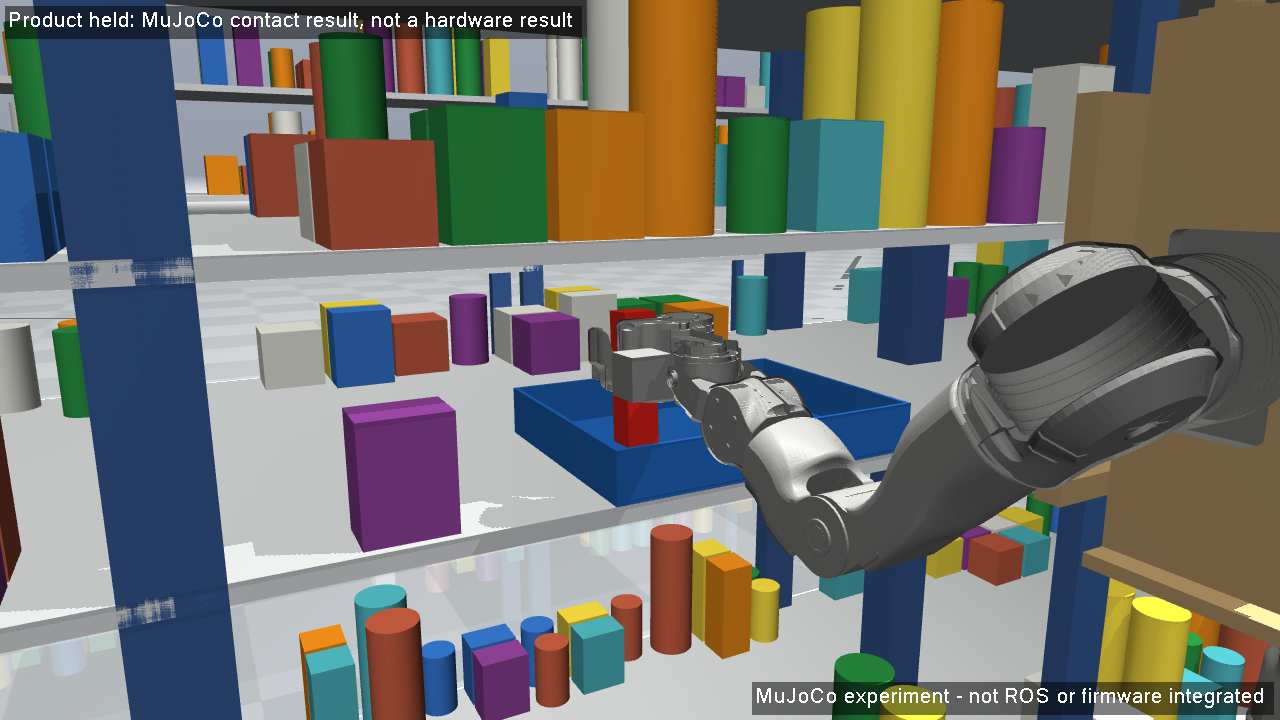 Product held: MuJoCo contact result, not a hardware result
MuJoCo experiment - not ROS or firmware integrated